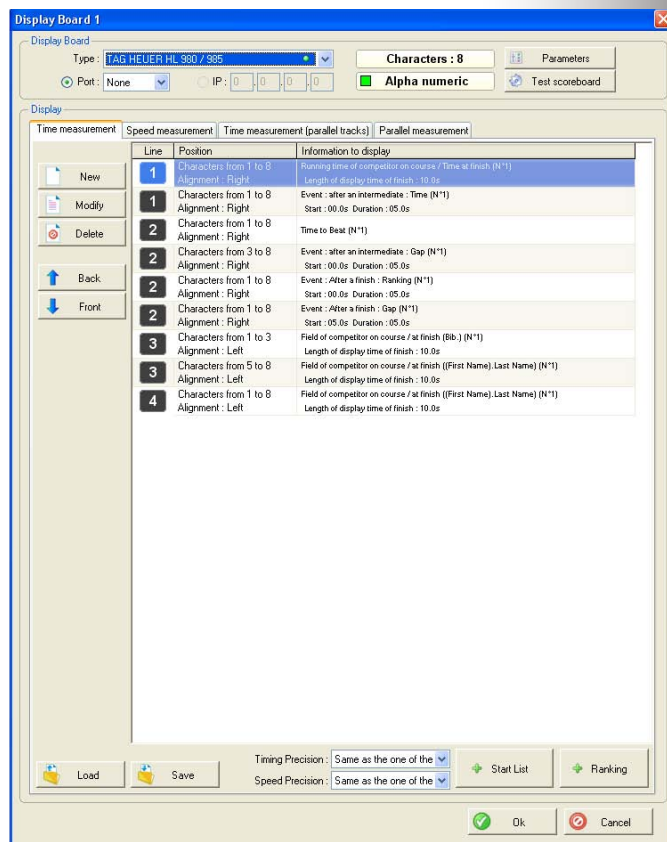 Display Board 1
Display Board
Type : TAG HEUER HL 980 / 985
Characters : 8
Parameters
Port : None
IP : 0 . 0 . 0 . 0
Alpha numeric
Test scoreboard
Display
Time measurement Speed measurement Time measurement (parallel tracks) Parallel measurement
Line Position Information to display
New
Modify
Delete
Back
Front
1 Characters from 1 to 8 Running time of competitor on course / Time at finish (N°1)
Alignment : Right Length of display time of finish : 10.0s
1 Characters from 1 to 8 Event : after an intermediate : Time (N°1)
Alignment : Right Start : 00.0s Duration : 05.0s
2 Characters from 1 to 8 Time to Beat (N°1)
Alignment : Right
2 Characters from 3 to 8 Event : after an intermediate : Gap (N°1)
Alignment : Right Start : 00.0s Duration : 05.0s
2 Characters from 1 to 8 Event : After a finish : Ranking (N°1)
Alignment : Right Start : 00.0s Duration : 05.0s
2 Characters from 1 to 8 Event : After a finish : Gap (N°1)
Alignment : Right Start : 05.0s Duration : 05.0s
3 Characters from 1 to 3 Field of competitor on course / at finish (Bib.) (N°1)
Alignment : Left Length of display time of finish : 10.0s
3 Characters from 5 to 8 Field of competitor on course / at finish ((First Name).Last Name) (N°1)
Alignment : Left Length of display time of finish : 10.0s
4 Characters from 1 to 8 Field of competitor on course / at finish ((First Name).Last Name) (N°1)
Alignment : Left Length of display time of finish : 10.0s
Load
Save
Timing Precision : Same as the one of the
Speed Precision : Same as the one of the
Start List
Ranking
Ok
Cancel